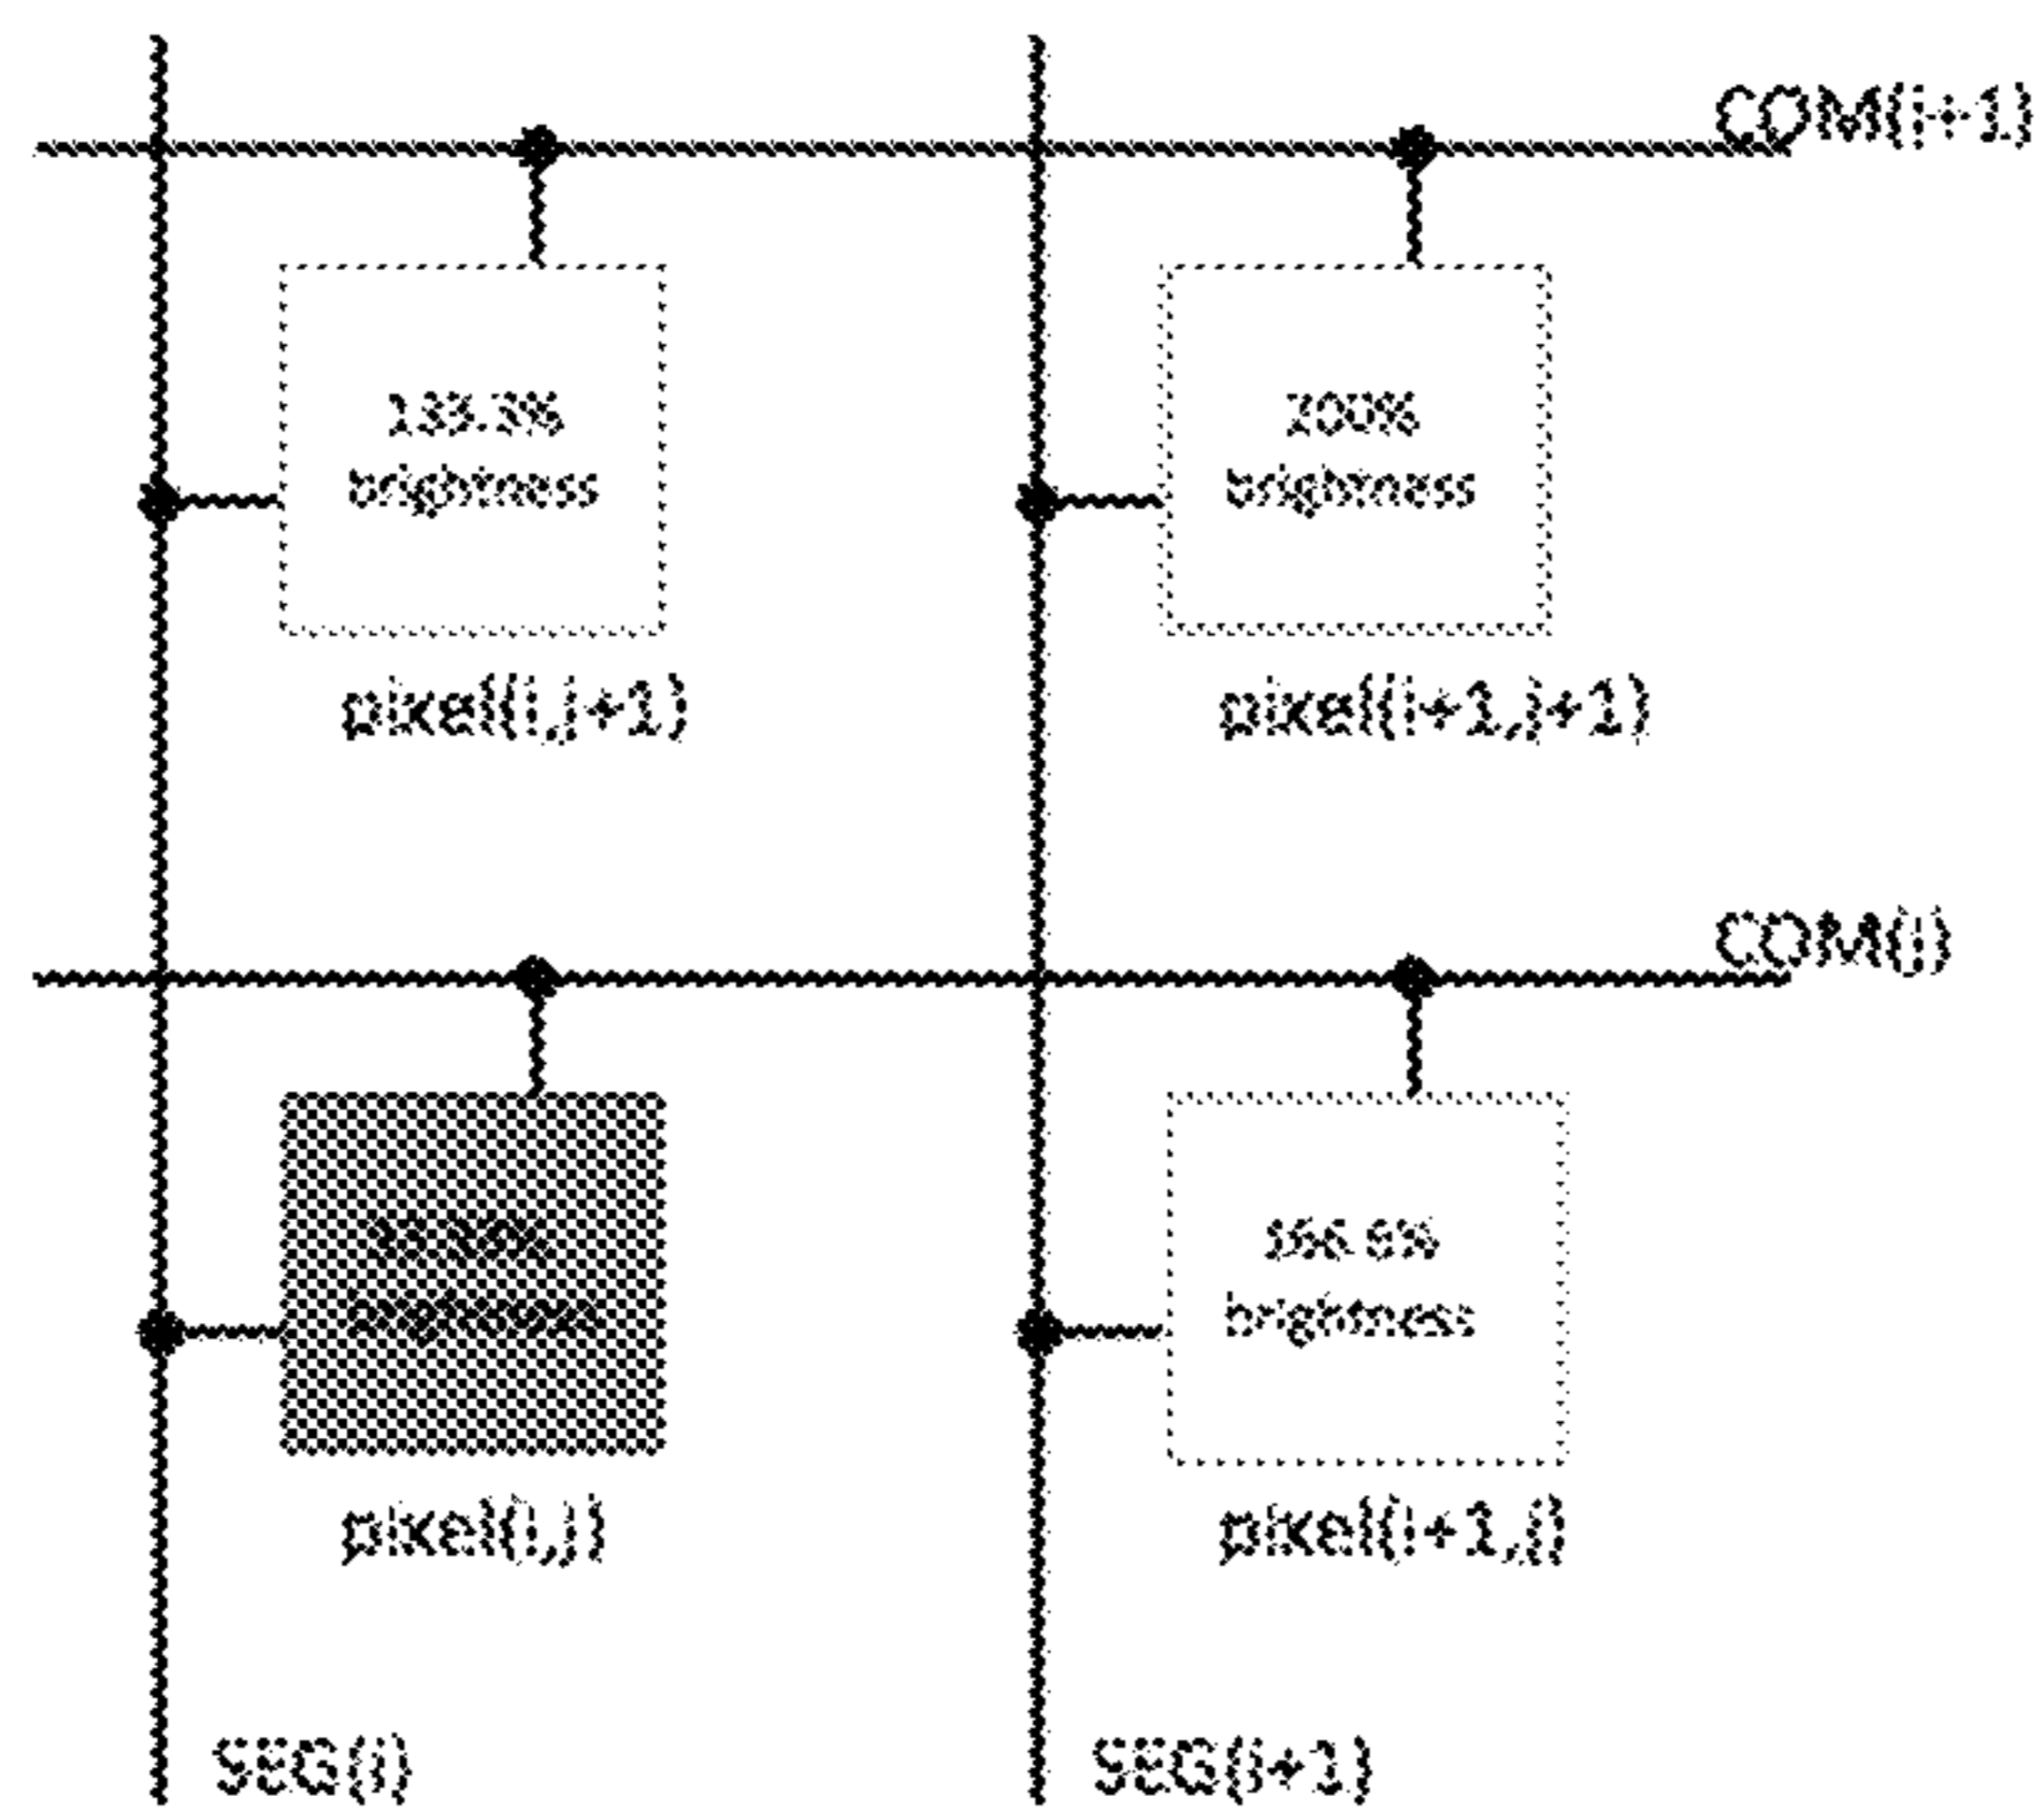 COM(j+1)
133.3%
brightness
200%
brightness
pixel(i,j+1)
pixel(i+1,j+1)
COM(j)
brightness
166.6%
brightness
pixel(i,j)
pixel(i+1,j)
SEG(i)
SEG(i+1)